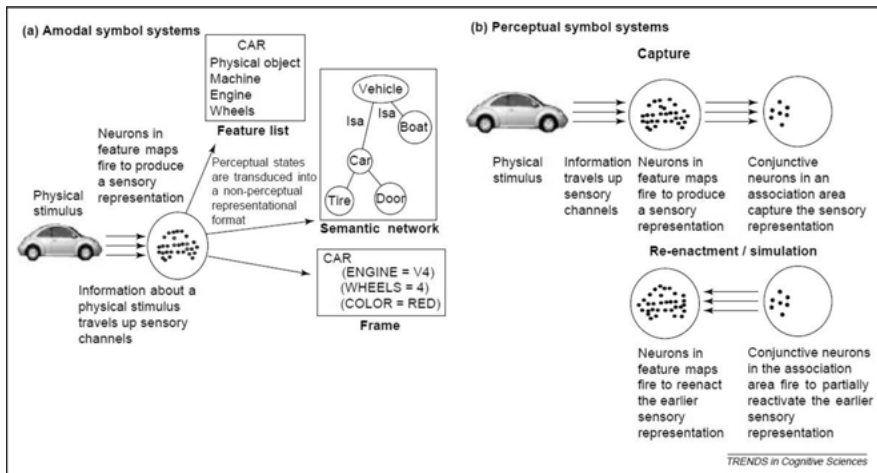 (a) Amodal symbol systems
CAR
Physical object
Machine
Engine
Wheels
Feature list
Neurons in
feature maps
fire to produce
a sensory
representation
Physical
stimulus
Perceptual states
are transduced into
a non-perceptual
representational
format
Vehicle
Isa
Isa
Boat
Car
Tire
Door
Semantic network
Information about a
physical stimulus
travels up sensory
channels
CAR
(ENGINE = V4)
(WHEELS = 4)
(COLOR = RED)
Frame
(b) Perceptual symbol systems
Capture
Physical
stimulus
Information
travels up
sensory
channels
Neurons in
feature maps
fire to produce
a sensory
representation
Conjunctive
neurons in an
association area
capture the sensory
representation
Re-enactment / simulation
Neurons in
feature maps
fire to reenact
the earlier
sensory
representation
Conjunctive neurons
in the association
area fire to partially
reactivate the earlier
sensory
representation
TRENDS in Cognitive Sciences